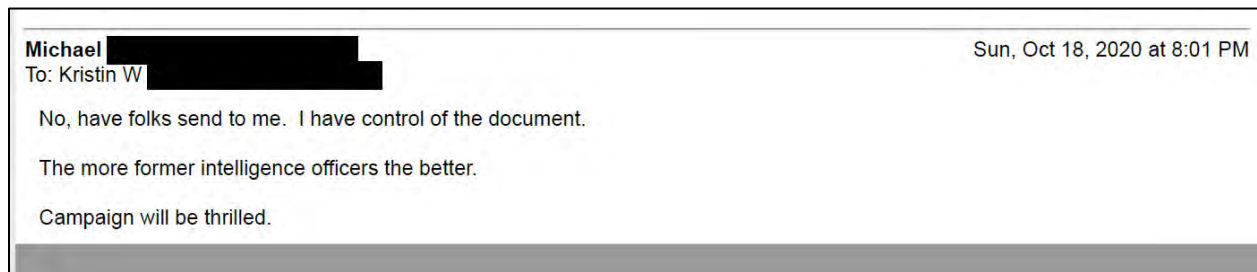 Michael
Sun, Oct 18, 2020 at 8:01 PM
To: Kristin W
No, have folks send to me. I have control of the document.
The more former intelligence officers the better.
Campaign will be thrilled.